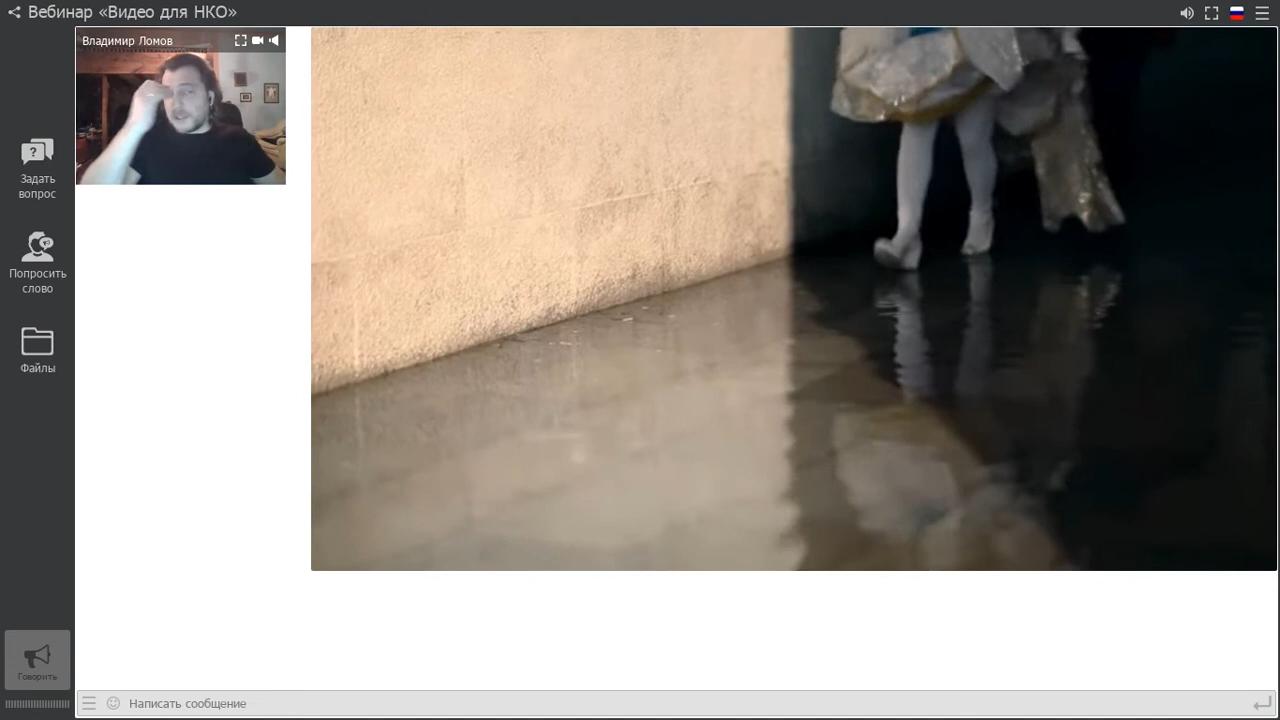 Вебинар «Видео для НКО»
Владимир Ломов
Задать
вопрос
Попросить
слово
Файлы
Говорить
Написать сообщение